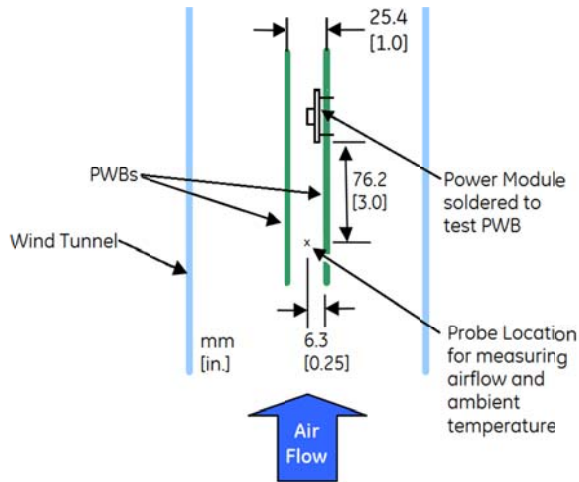 25.4
[1.0]
PWBs
76.2
[3.0]
Power Module
soldered to
test PWB
Wind Tunnel
x
mm
[in.]
6.3
[0.25]
Probe Location
for measuring
airflow and
ambient
temperature
Air
Flow